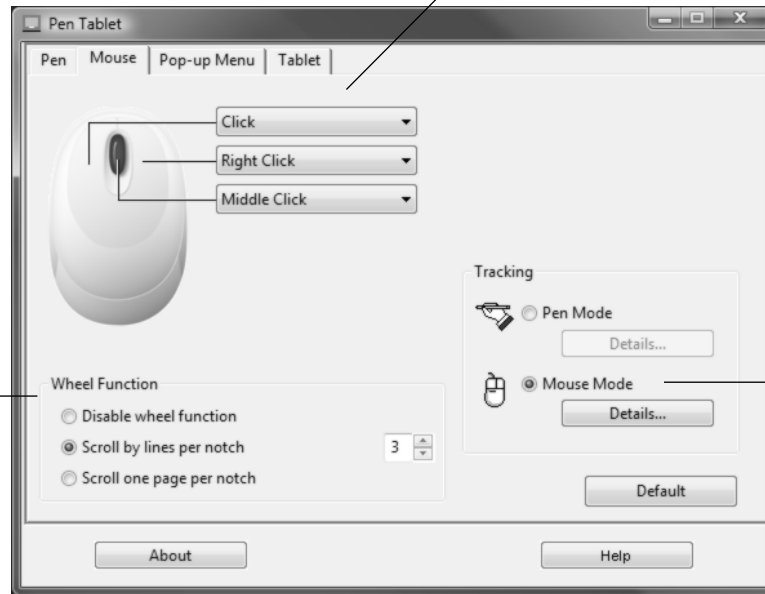 Pen Tablet
Pen Mouse Pop-up Menu Tablet
Click
Right Click
Middle Click
Tracking
Pen Mode
Details...
Mouse Mode
Details...
Wheel Function
Disable wheel function
Scroll by lines per notch 3
Scroll one page per notch
Default
About Help